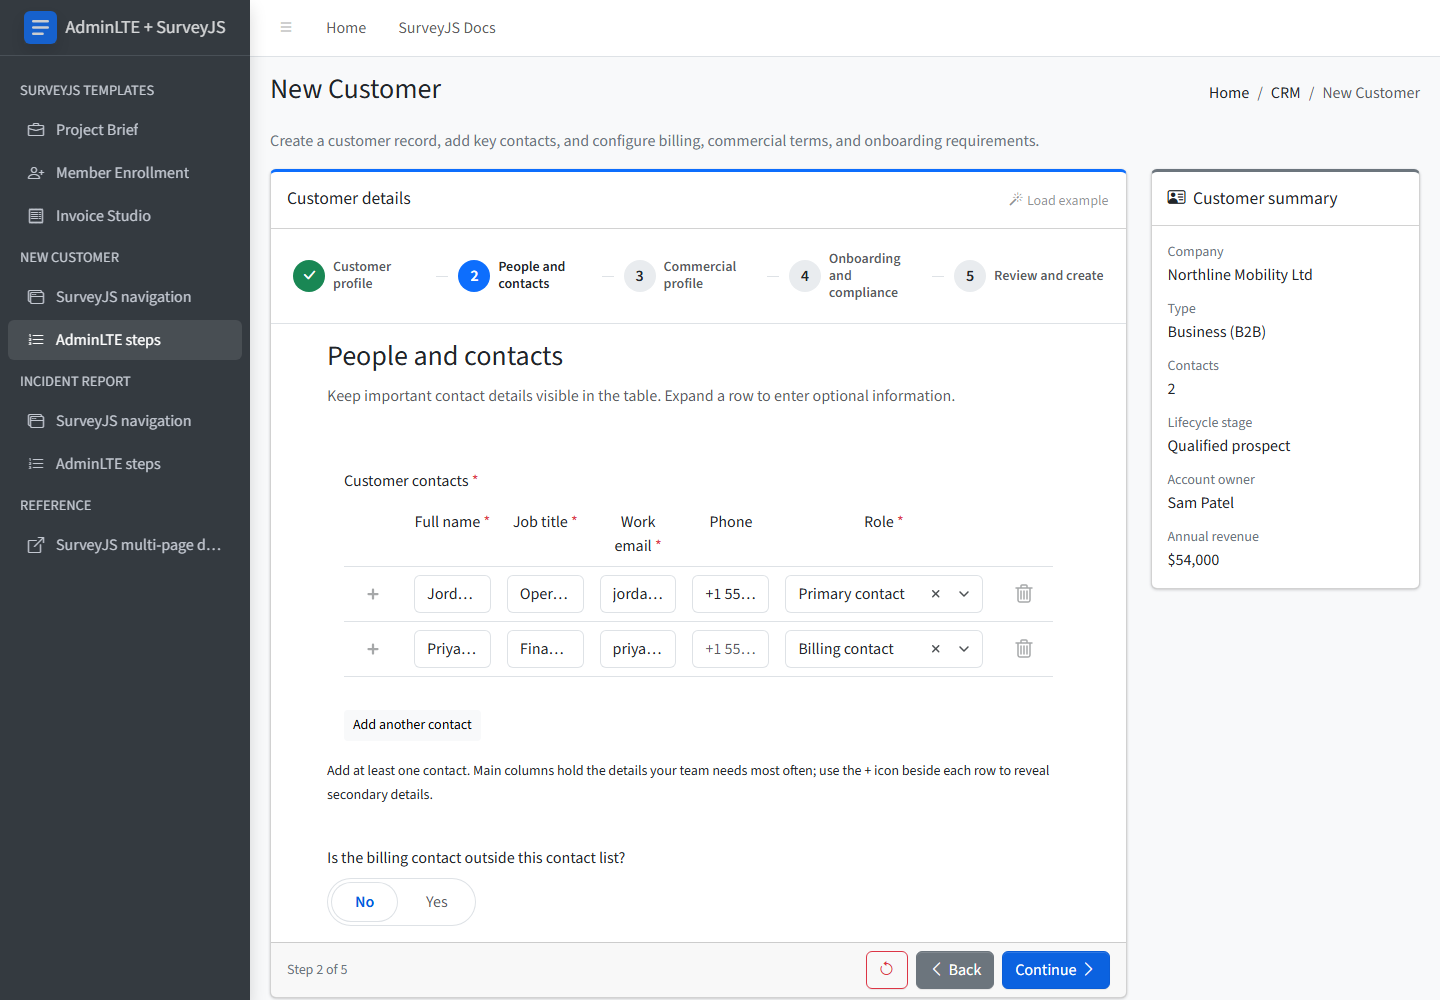 AdminLTE + SurveyJS
Home
SurveyJS Docs
SURVEYJS TEMPLATES
Project Brief
Member Enrollment
Invoice Studio
NEW CUSTOMER
SurveyJS navigation
AdminLTE steps
INCIDENT REPORT
SurveyJS navigation
AdminLTE steps
REFERENCE
SurveyJS multi-page d...
New Customer
Home / CRM / New Customer
Create a customer record, add key contacts, and configure billing, commercial terms, and onboarding requirements.
Customer details
Load example
Customer
profile
2
People and
contacts
3
Commercial
profile
4
Onboarding
and
compliance
5
Review and create
People and contacts
Keep important contact details visible in the table. Expand a row to enter optional information.
Customer contacts *
Full name * Job title * Work email * Phone Role *
+ Jord... Oper... jorda... +1 55... Primary contact
+ Priya... Fina... priya... +1 55... Billing contact
Add another contact
Add at least one contact. Main columns hold the details your team needs most often; use the + icon beside each row to reveal
secondary details.
Is the billing contact outside this contact list?
No Yes
Step 2 of 5
Back
Continue
Customer summary
Company
Northline Mobility Ltd
Type
Business (B2B)
Contacts
2
Lifecycle stage
Qualified prospect
Account owner
Sam Patel
Annual revenue
$54,000